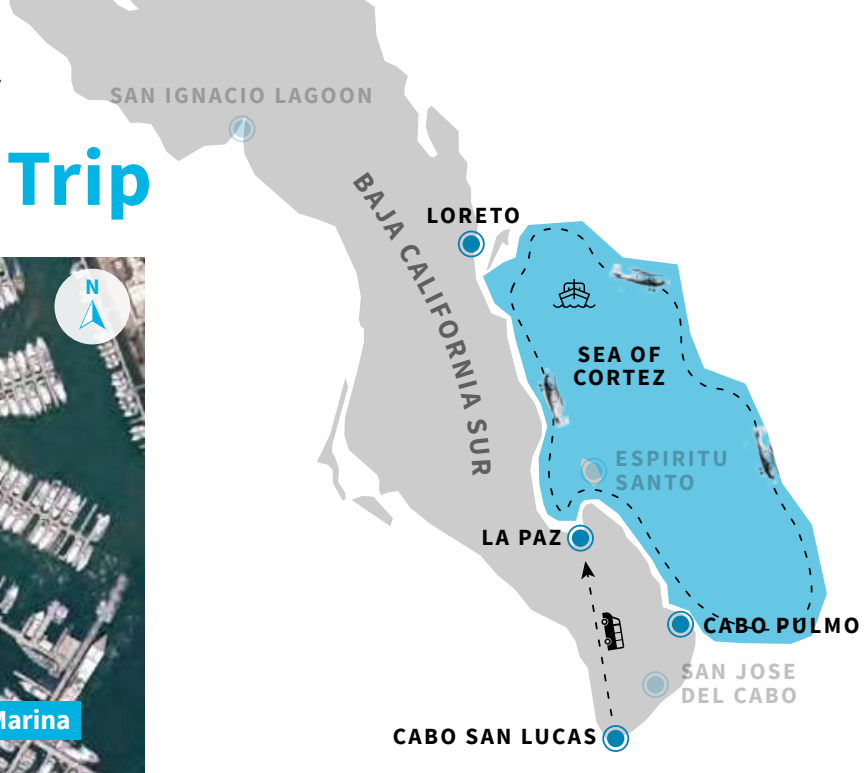 SAN IGNACIO LAGOON
Trip
BAJA CALIFORNIA SUR
LORETO
N
SEA OF
CORTEZ
ESPIRITU
SANTO
LA PAZ
CABO PULMO
SAN JOSE
DEL CABO
Marina
CABO SAN LUCAS